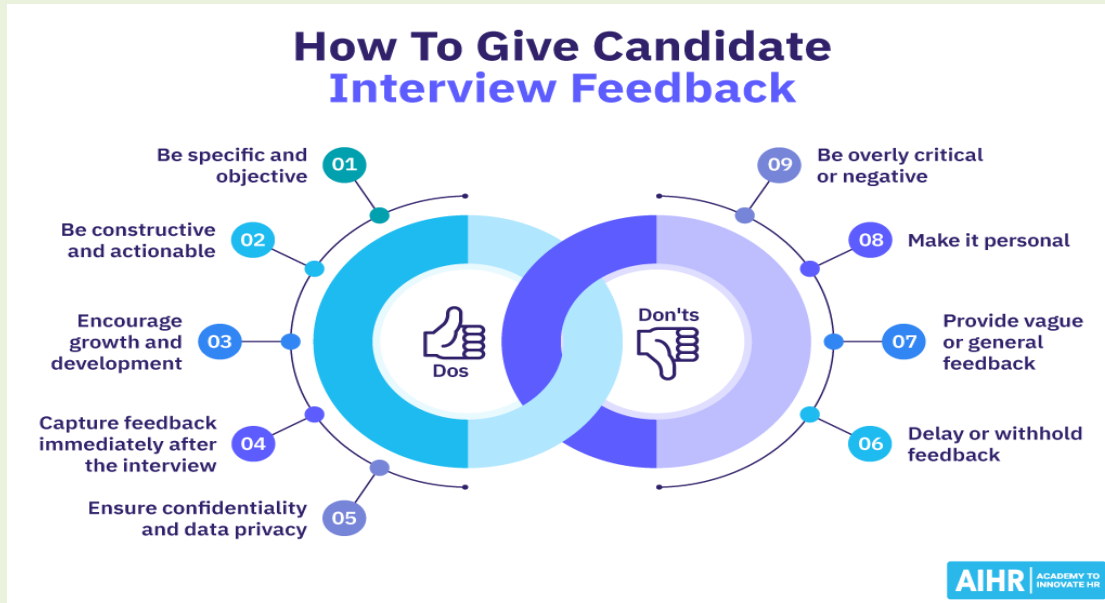 How To Give Candidate
Interview Feedback
01
Be specific and
objective
02
Be constructive
and actionable
03
Encourage
growth and
development
04
Capture feedback
immediately after
the interview
05
Ensure confidentiality
and data privacy
Dos
Don'ts
09
Be overly critical
or negative
08
Make it personal
07
Provide vague
or general
feedback
06
Delay or withhold
feedback
AIHR
ACADEMY TO
INNOVATE HR